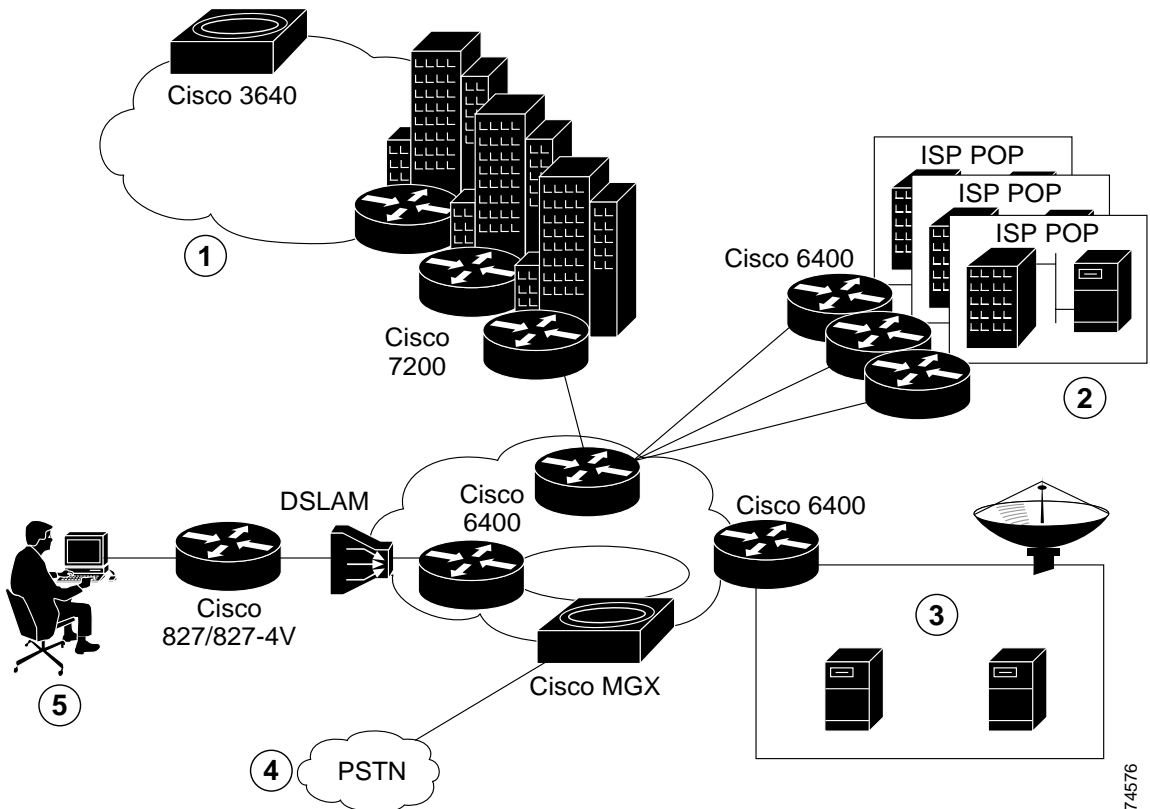 Cisco 3640
1
Cisco
7200
ISP POP
ISP POP
ISP POP
Cisco 6400
2
DSLAM
Cisco
6400
Cisco 6400
Cisco
827/827-4V
5
Cisco MGX
3
4
PSTN
74576